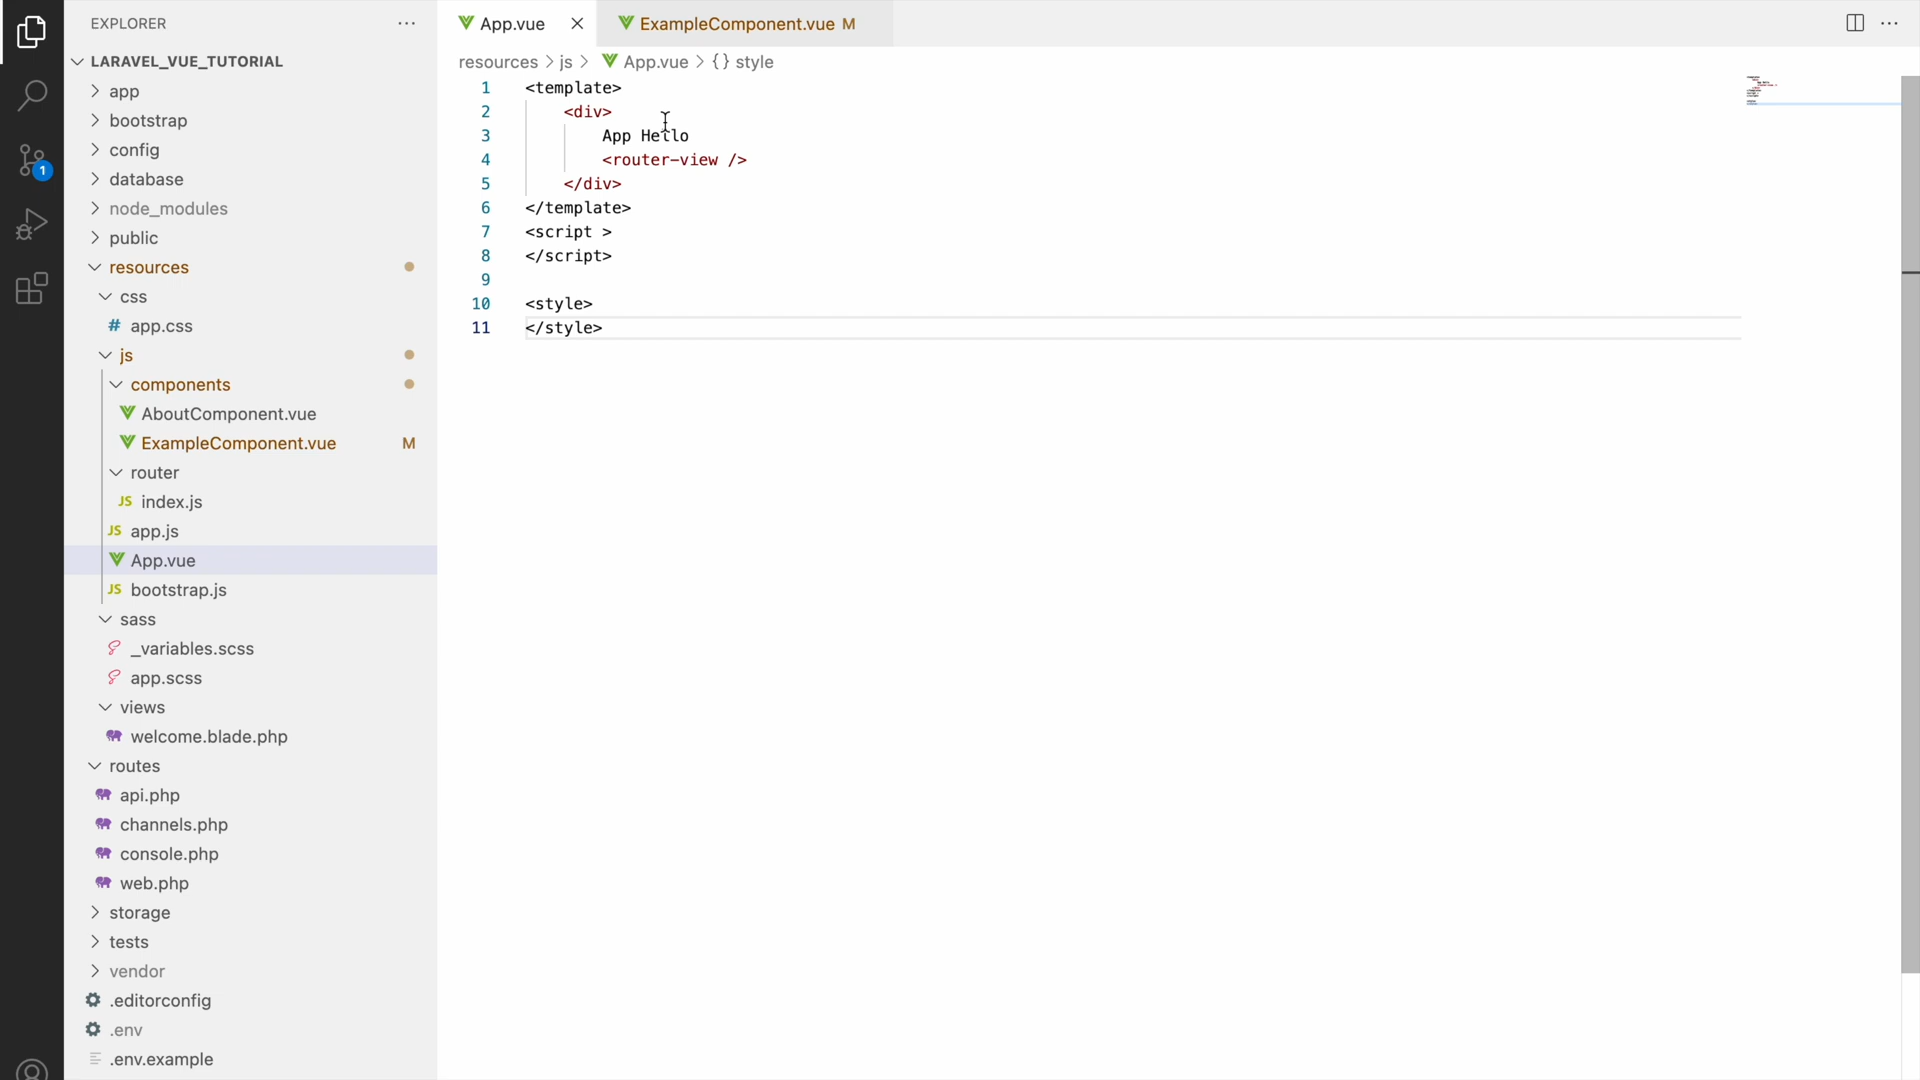 EXPLORER
LARAVEL_VUE_TUTORIAL
app
bootstrap
config
database
node_modules
public
resources
css
# app.css
js
components
AboutComponent.vue
ExampleComponent.vue M
router
JS index.js
JS app.js
App.vue
JS bootstrap.js
sass
_variables.scss
app.scss
views
welcome.blade.php
routes
api.php
channels.php
console.php
web.php
storage
tests
vendor
.editorconfig
.env
.env.example
1
App.vue
ExampleComponent.vue M
resources > js > App.vue > {} style
1 <template>
2 <div>
3 App Hello
4 <router-view />
5 </div>
6 </template>
7 <script >
8 </script>
9
10 <style>
11 </style>